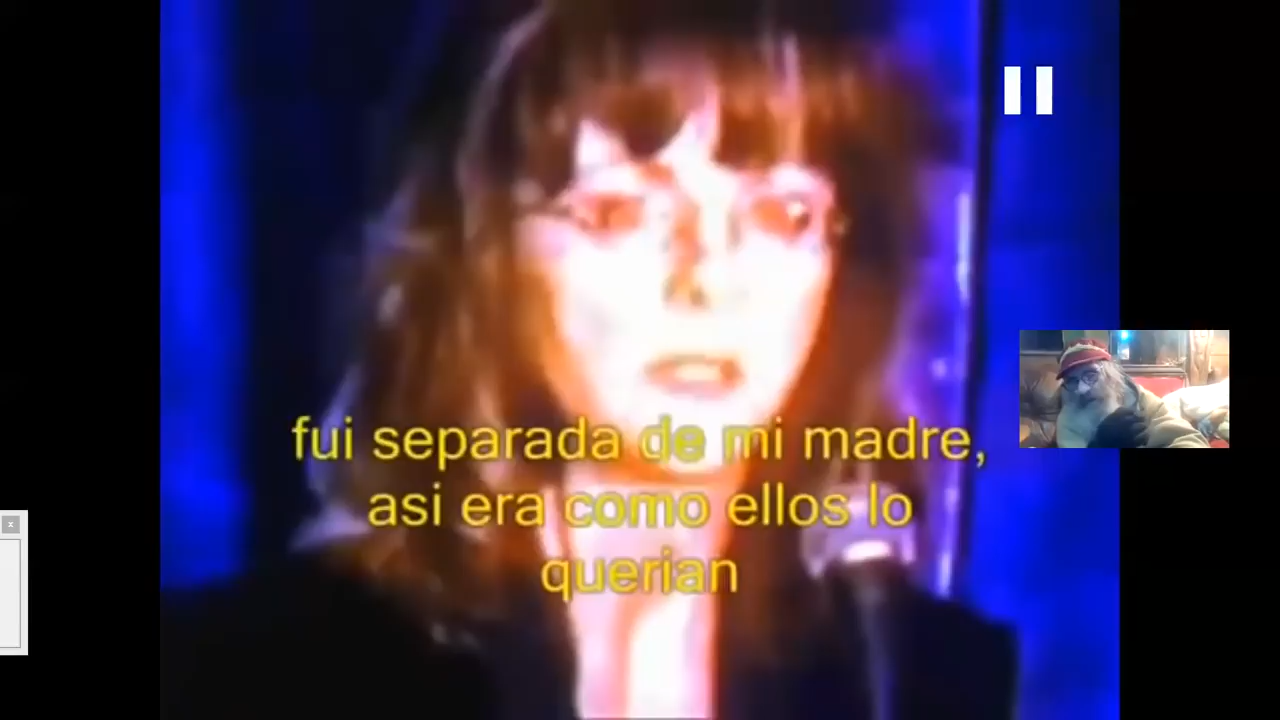 fui separada de mi madre,
asi era como ellos lo
querian
x